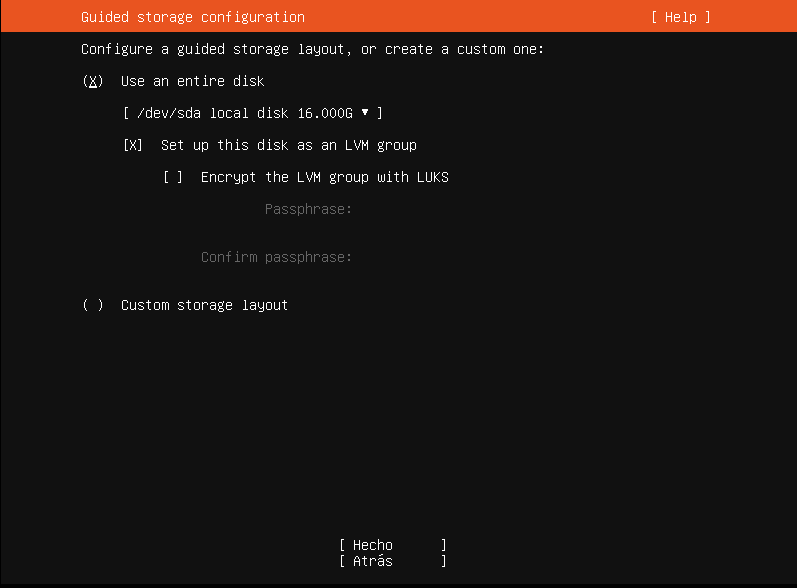 Guided storage configuration [ Help ]
Configure a guided storage layout, or create a custom one:
(X) Use an entire disk
[ /dev/sda local disk 16.000G ▾ ]
[X] Set up this disk as an LVM group
[ ] Encrypt the LVM group with LUKS
Passphrase:
Confirm passphrase:
( ) Custom storage layout
[ Hecho ]
[ Atrás ]